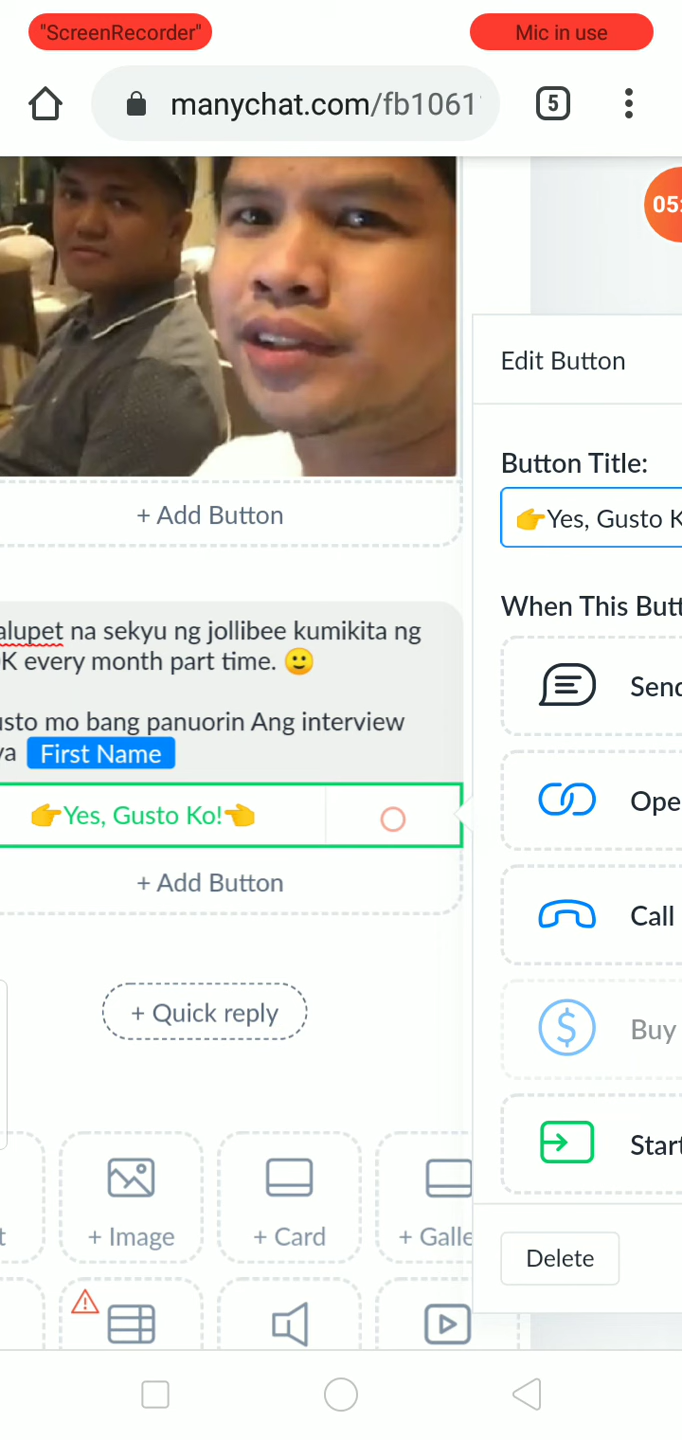 "ScreenRecorder"
Mic in use
manychat.com/fb1061
5
05:
Edit Button
Button Title:
👉Yes, Gusto K
+ Add Button
When This Butt
alupet na sekyu ng jollibee kumikita ng
K every month part time. 🙂
usto mo bang panuorin Ang interview
ya First Name
👉Yes, Gusto Ko!👈
+ Add Button
Send
Ope
Call
Buy
Start
+ Quick reply
t
+ Image
+ Card
+ Galle
Delete